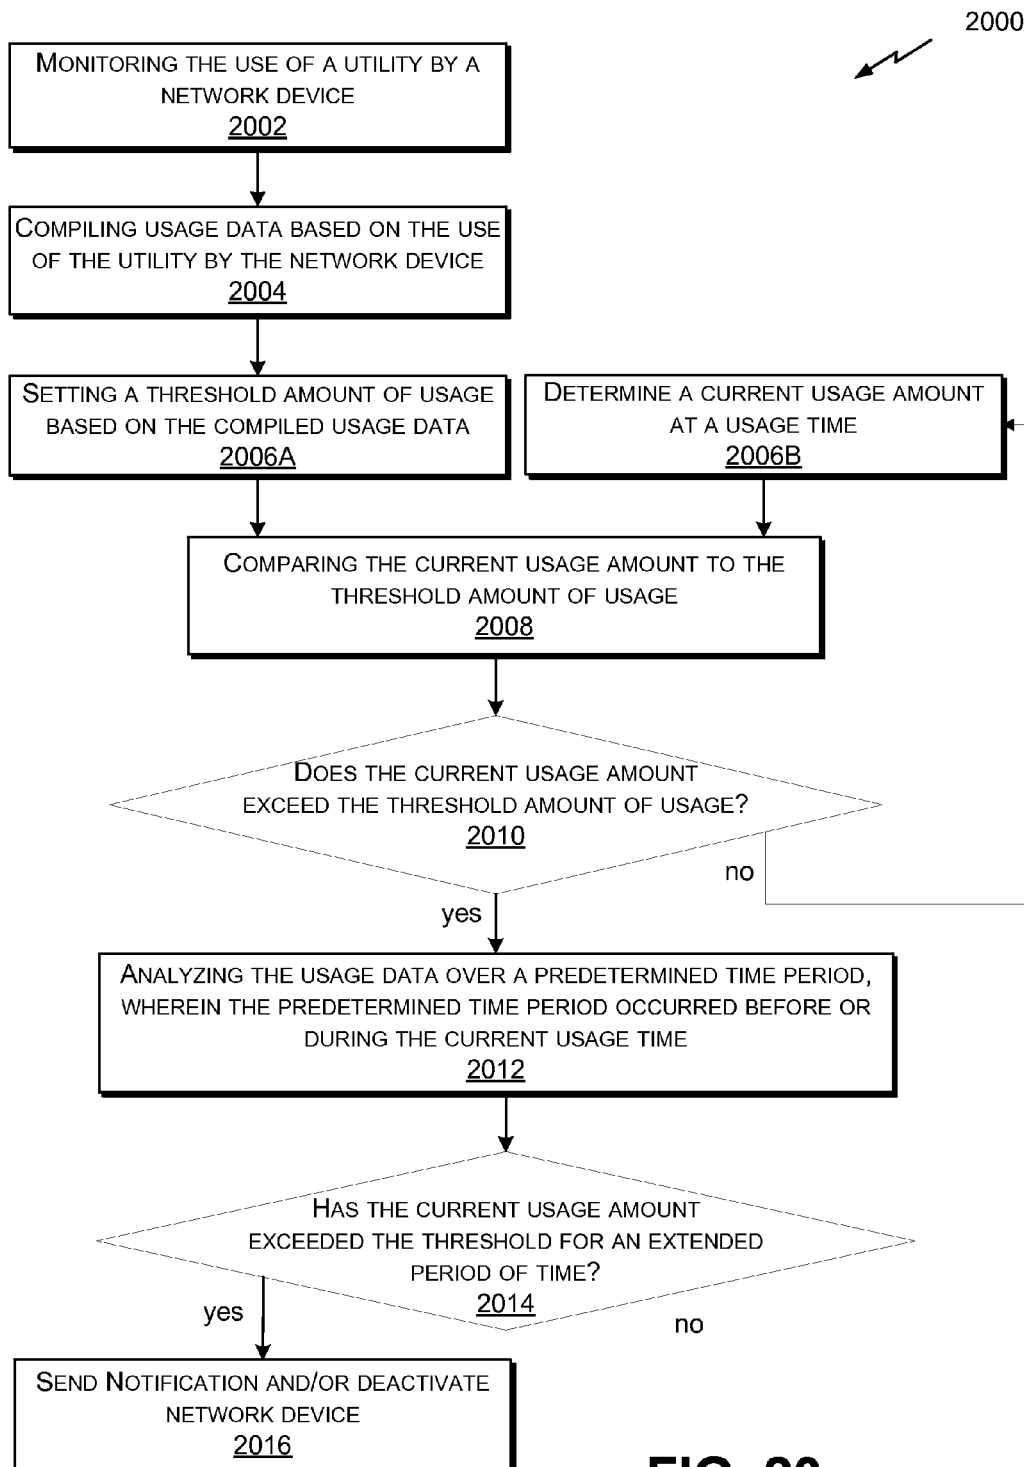 2000
MONITORING THE USE OF A UTILITY BY A
NETWORK DEVICE
2002
COMPILING USAGE DATA BASED ON THE USE
OF THE UTILITY BY THE NETWORK DEVICE
2004
SETTING A THRESHOLD AMOUNT OF USAGE
BASED ON THE COMPILED USAGE DATA
2006A
DETERMINE A CURRENT USAGE AMOUNT
AT A USAGE TIME
2006B
COMPARING THE CURRENT USAGE AMOUNT TO THE
THRESHOLD AMOUNT OF USAGE
2008
DOES THE CURRENT USAGE AMOUNT
EXCEED THE THRESHOLD AMOUNT OF USAGE?
2010
no
yes
ANALYZING THE USAGE DATA OVER A PREDETERMINED TIME PERIOD,
WHEREIN THE PREDETERMINED TIME PERIOD OCCURRED BEFORE OR
DURING THE CURRENT USAGE TIME
2012
HAS THE CURRENT USAGE AMOUNT
EXCEEDED THE THRESHOLD FOR AN EXTENDED
PERIOD OF TIME?
2014
yes
no
SEND NOTIFICATION AND/OR DEACTIVATE
NETWORK DEVICE
2016
FIG. 20